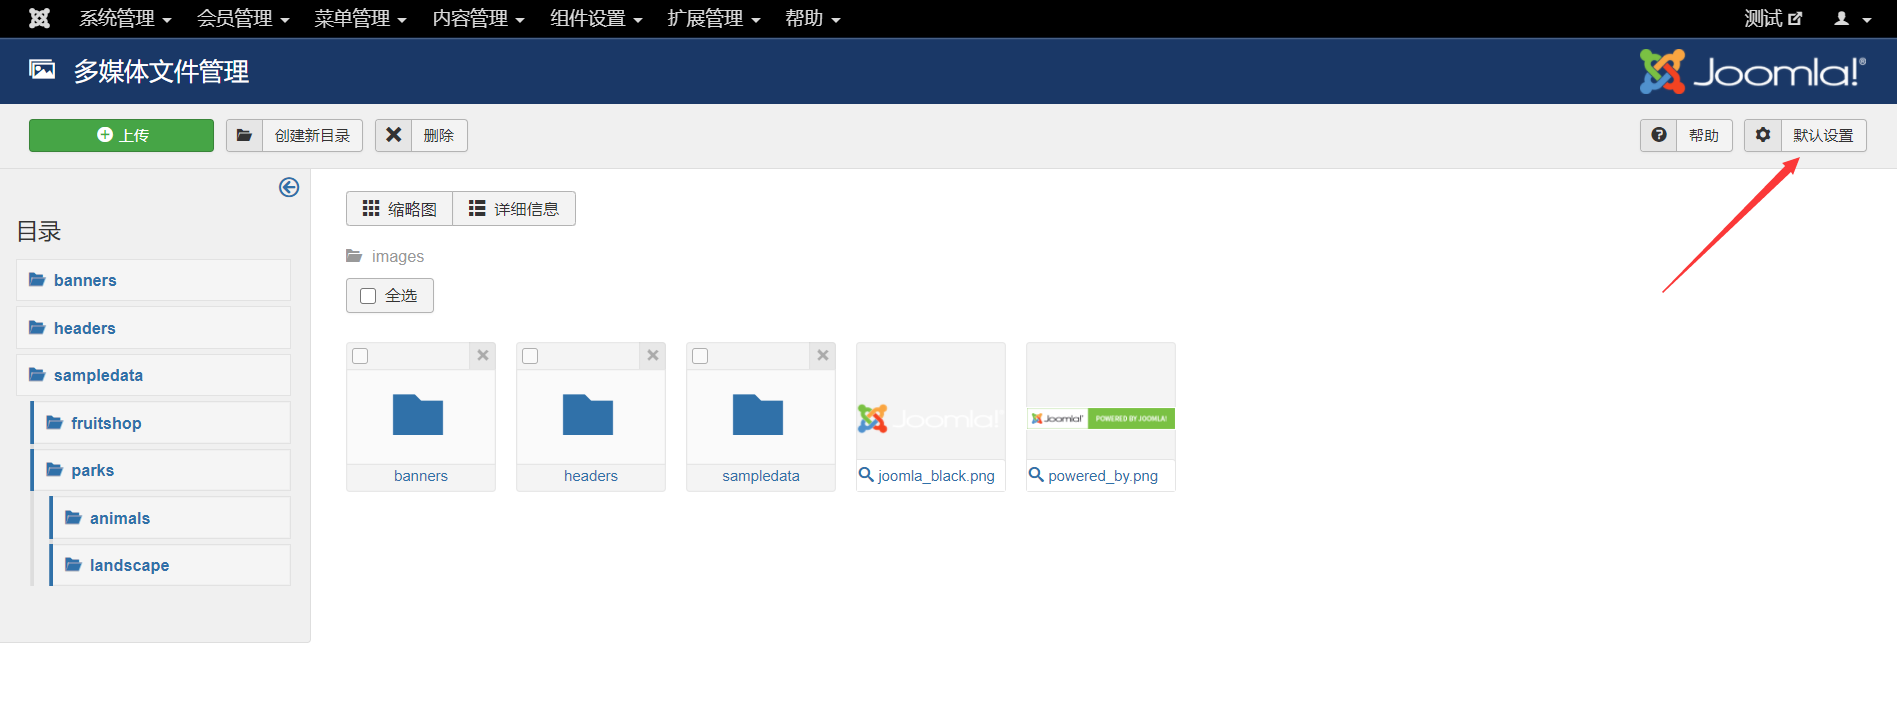 系统管理 会员管理 菜单管理 内容管理 组件设置 扩展管理 帮助 测试
多媒体文件管理 Joomla!®
上传 创建新目录 删除 帮助 默认设置
缩略图 详细信息
目录
images
banners
全选
headers
sampledata
fruitshop
parks
animals
landscape
Joomla! Joomla! POWERED BY JOOMLA!
banners headers sampledata joomla_black.png powered_by.png